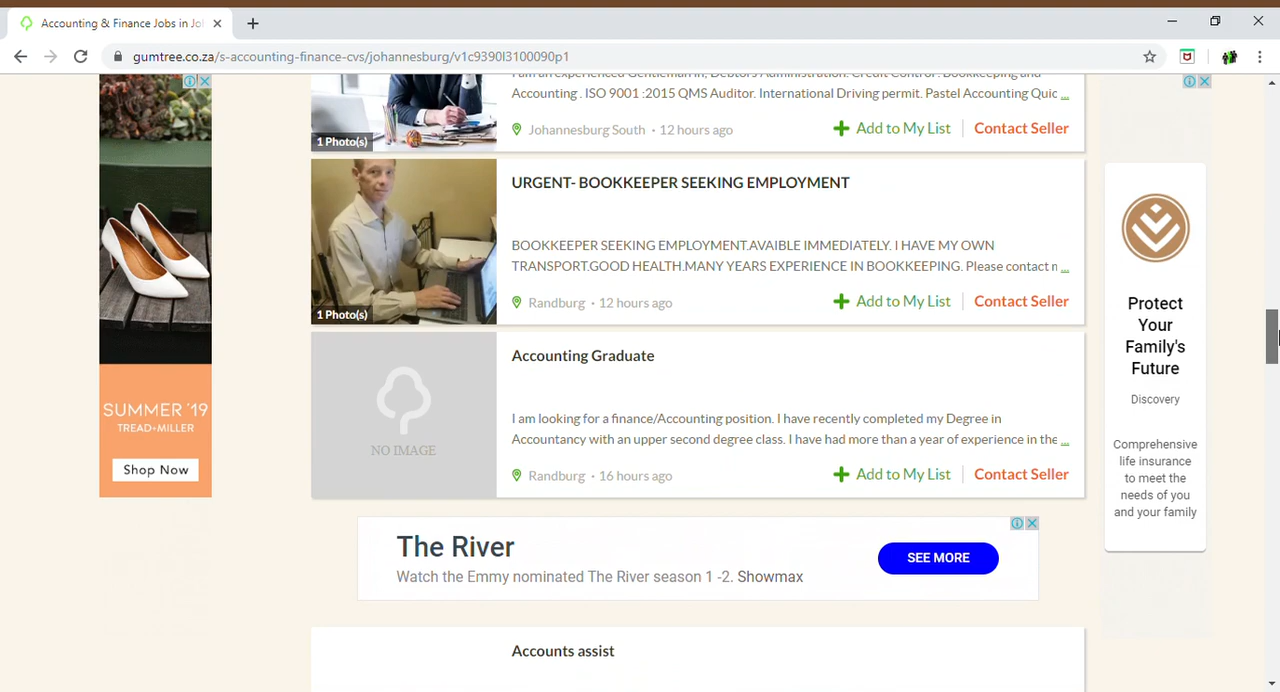 Accounting & Finance Jobs in Jo
gumtree.co.za/s-accounting-finance-cvs/johannesburg/v1c9390l3100090p1
I am an experienced Gentleman in, Debtors Administration. Credit Control . Bookkeeping and
Accounting . ISO 9001 :2015 QMS Auditor. International Driving permit. Pastel Accounting Quic ...
1 Photo(s)
Johannesburg South · 12 hours ago
Add to My List
Contact Seller
URGENT- BOOKKEEPER SEEKING EMPLOYMENT
BOOKKEEPER SEEKING EMPLOYMENT.AVAIBLE IMMEDIATELY. I HAVE MY OWN
TRANSPORT.GOOD HEALTH.MANY YEARS EXPERIENCE IN BOOKKEEPING. Please contact n ...
1 Photo(s)
Randburg · 12 hours ago
Add to My List
Contact Seller
Accounting Graduate
NO IMAGE
I am looking for a finance/Accounting position. I have recently completed my Degree in
Accountancy with an upper second degree class. I have had more than a year of experience in the ...
Randburg · 16 hours ago
Add to My List
Contact Seller
SUMMER '19
TREAD+MILLER
Shop Now
Protect
Your
Family's
Future
Discovery
Comprehensive
life insurance
to meet the
needs of you
and your family
The River
Watch the Emmy nominated The River season 1 -2. Showmax
SEE MORE
Accounts assist